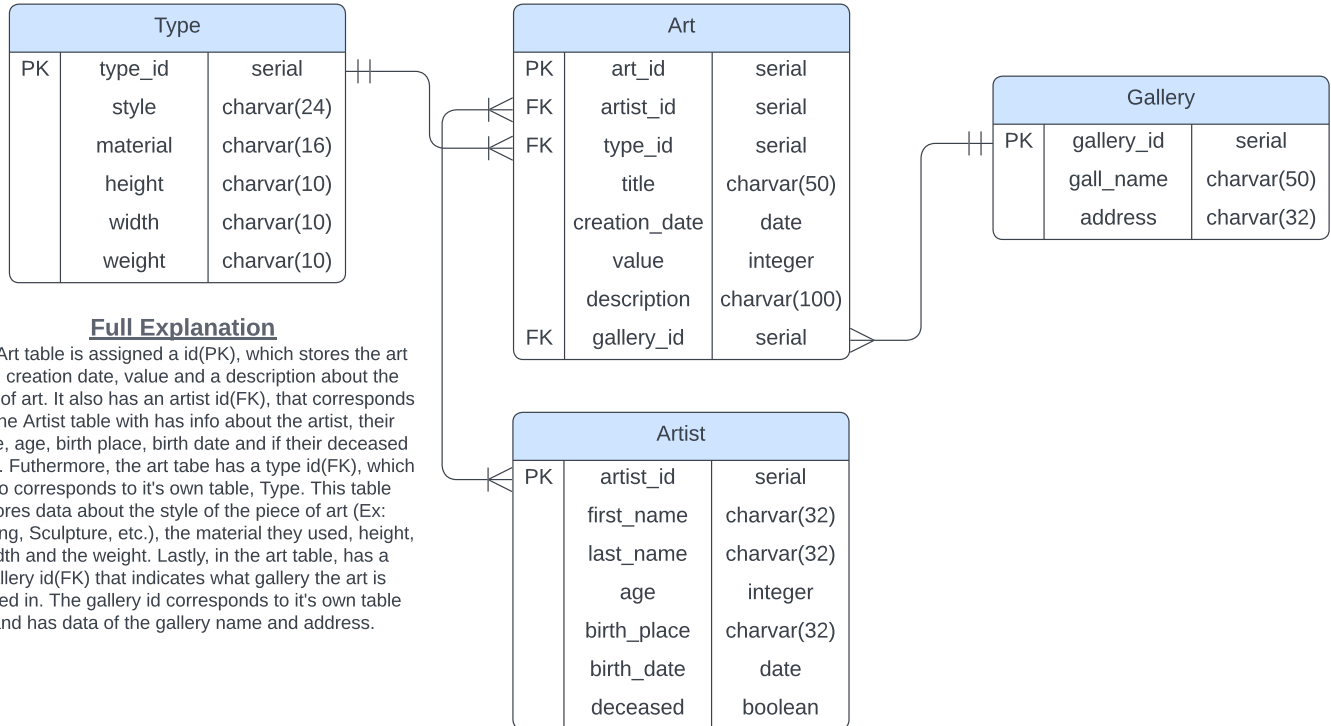 Type
PK type_id serial
style charvar(24)
material charvar(16)
height charvar(10)
width charvar(10)
weight charvar(10)
Art
PK art_id serial
FK artist_id serial
FK type_id serial
title charvar(50)
creation_date date
value integer
description charvar(100)
FK gallery_id serial
Gallery
PK gallery_id serial
gall_name charvar(50)
address charvar(32)
Full Explanation
Art table is assigned a id(PK), which stores the art
, creation date, value and a description about the
of art. It also has an artist id(FK), that corresponds
he Artist table with has info about the artist, their
e, age, birth place, birth date and if their deceased
. Futhermore, the art tabe has a type id(FK), which
o corresponds to it's own table, Type. This table
ores data about the style of the piece of art (Ex:
ng, Sculpture, etc.), the material they used, height,
dth and the weight. Lastly, in the art table, has a
llery id(FK) that indicates what gallery the art is
ed in. The gallery id corresponds to it's own table
nd has data of the gallery name and address.
Artist
PK artist_id serial
first_name charvar(32)
last_name charvar(32)
age integer
birth_place charvar(32)
birth_date date
deceased boolean